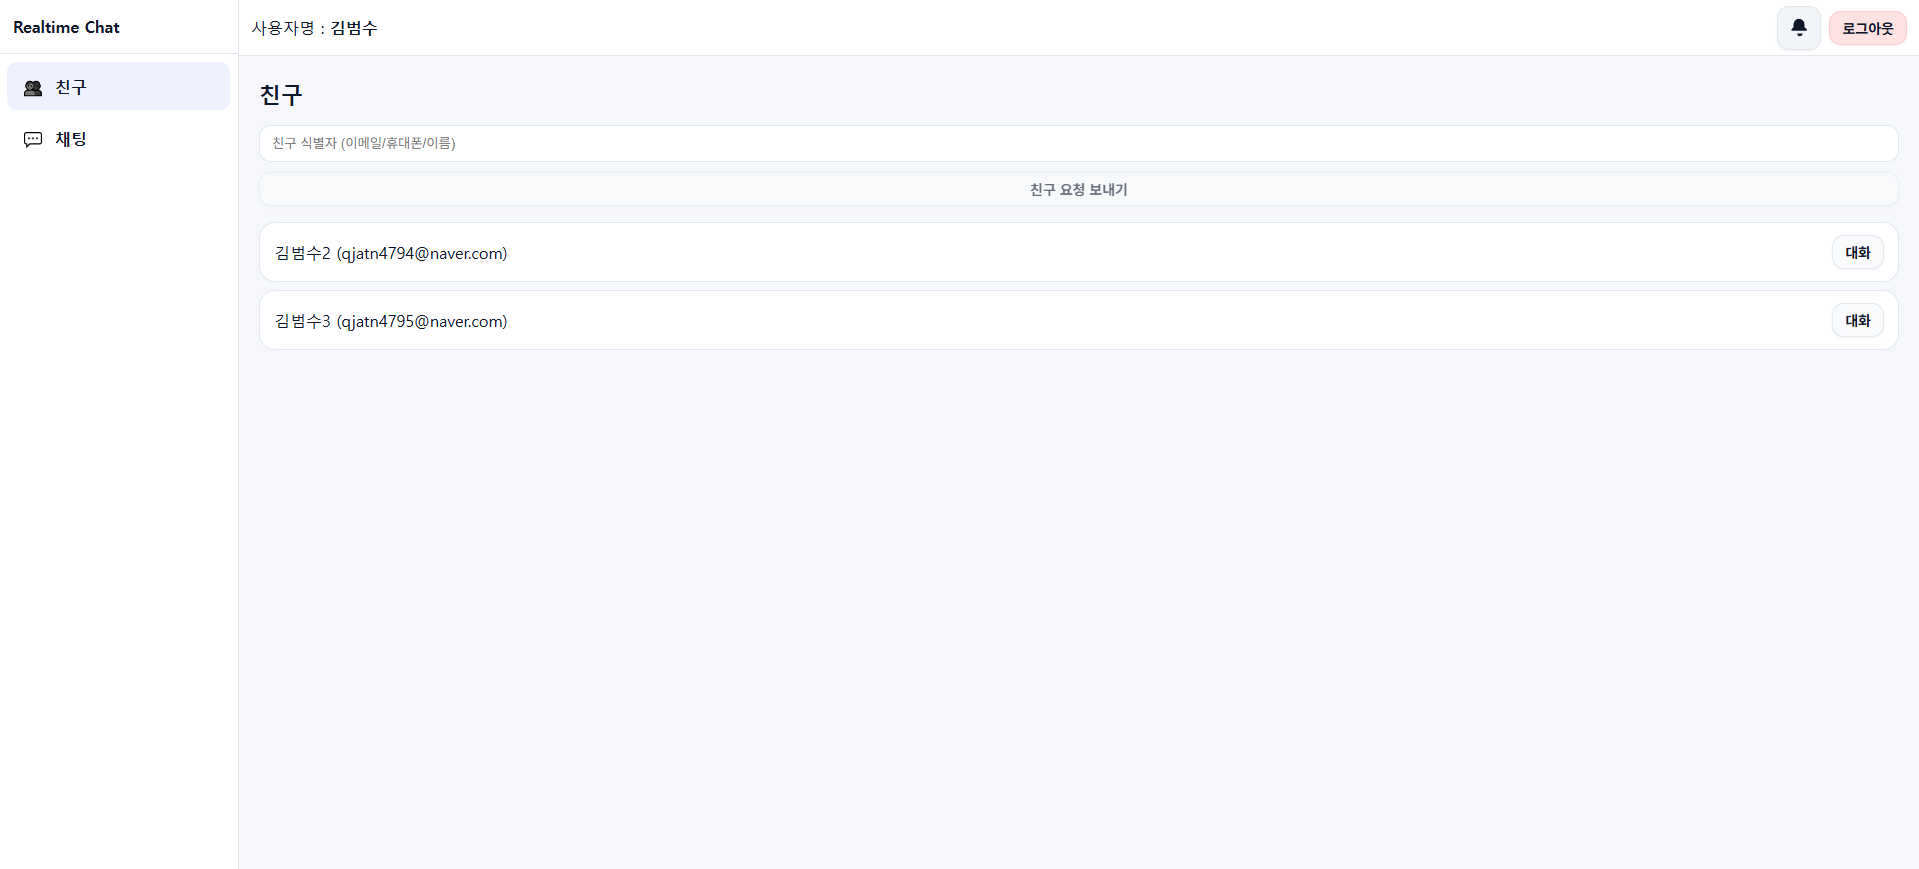 Realtime Chat
사용자명 : 김범수
로그아웃
친구
채팅
친구
친구 식별자 (이메일/휴대폰/이름)
친구 요청 보내기
김범수2 (qjatn4794@naver.com)
대화
김범수3 (qjatn4795@naver.com)
대화